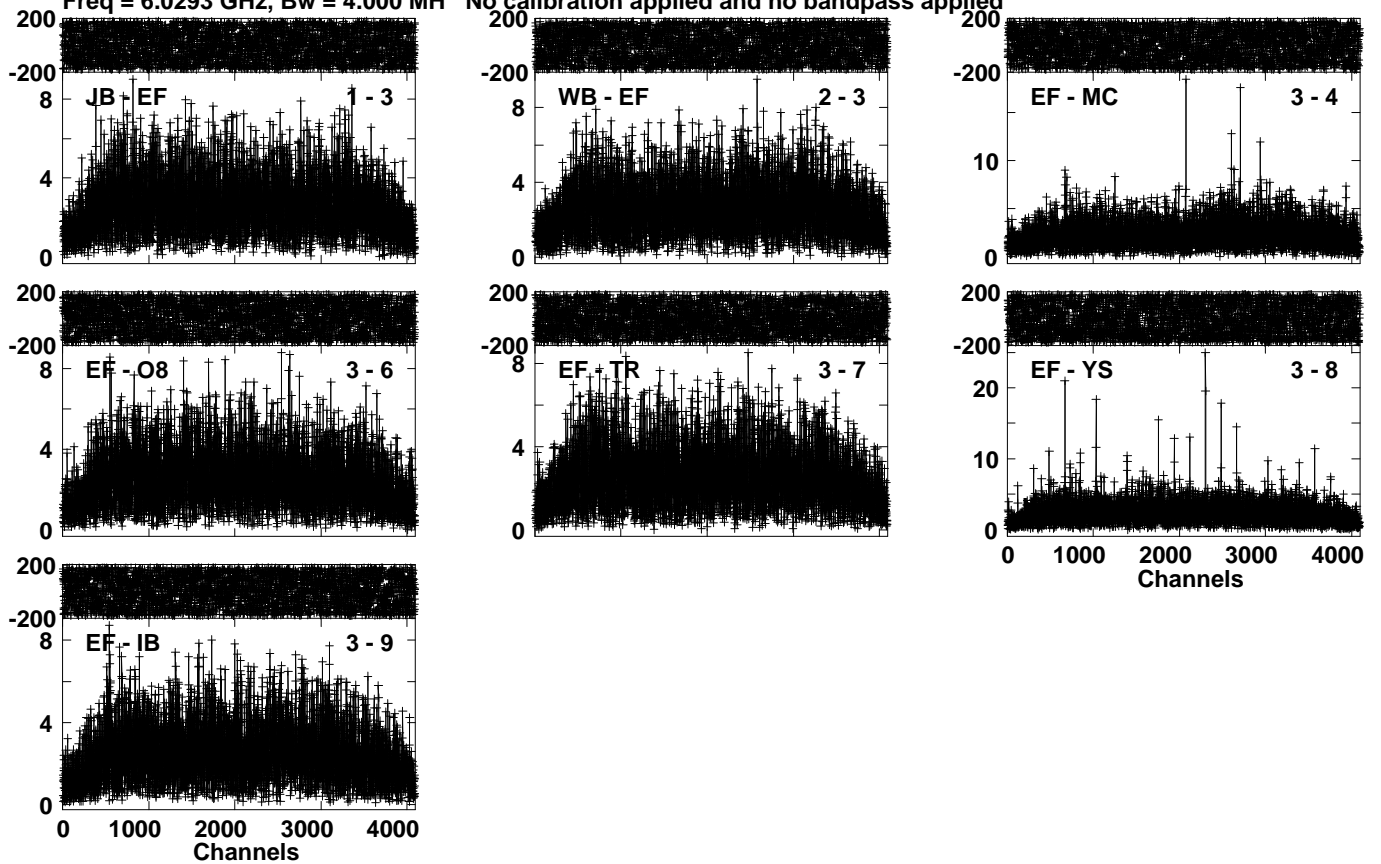 Freq = 6.0293 GHz, Bw = 4.000 MH No calibration applied and no bandpass applied
200
-200
JB - EF 1 - 3
8
4
0
200
-200
WB - EF 2 - 3
8
4
0
200
-200
EF - MC 3 - 4
10
0
200
-200
EF - O8 3 - 6
8
4
0
200
-200
EF - TR 3 - 7
8
4
0
200
-200
EF - YS 3 - 8
20
10
0
0 1000 2000 3000 4000
Channels
200
-200
EF - IB 3 - 9
8
4
0
0 1000 2000 3000 4000
Channels